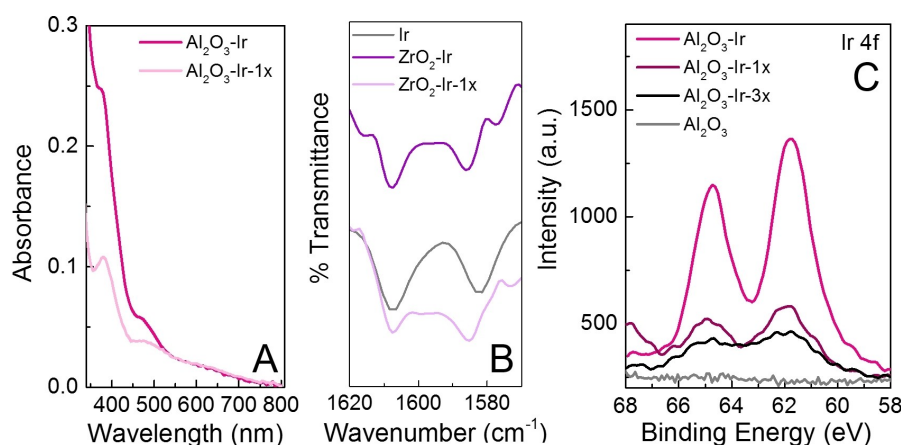 0.3
0.2
0.1
0.0
Absorbance
Al₂O₃-Ir
Al₂O₃-Ir-1x
A
400 500 600 700 800
Wavelength (nm)
% Transmittance
Ir
ZrO₂-Ir
ZrO₂-Ir-1x
B
1620 1600 1580
Wavenumber (cm⁻¹)
Intensity (a.u.)
1500
1000
500
Al₂O₃-Ir
Al₂O₃-Ir-1x
Al₂O₃-Ir-3x
Al₂O₃
Ir 4f
C
68 66 64 62 60 58
Binding Energy (eV)